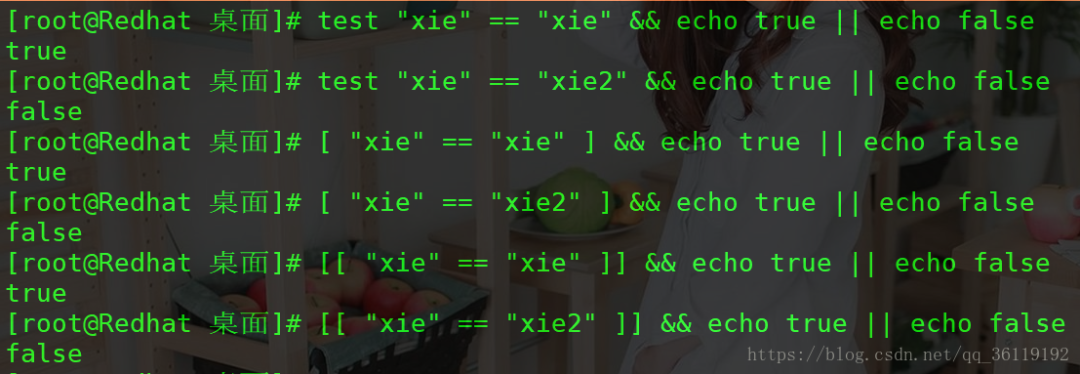 [root@Redhat 桌面]# test "xie" == "xie" && echo true || echo false
true
[root@Redhat 桌面]# test "xie" == "xie2" && echo true || echo false
false
[root@Redhat 桌面]# [ "xie" == "xie" ] && echo true || echo false
true
[root@Redhat 桌面]# [ "xie" == "xie2" ] && echo true || echo false
false
[root@Redhat 桌面]# [[ "xie" == "xie" ]] && echo true || echo false
true
[root@Redhat 桌面]# [[ "xie" == "xie2" ]] && echo true || echo false
false
https://blog.csdn.net/qq_36119192